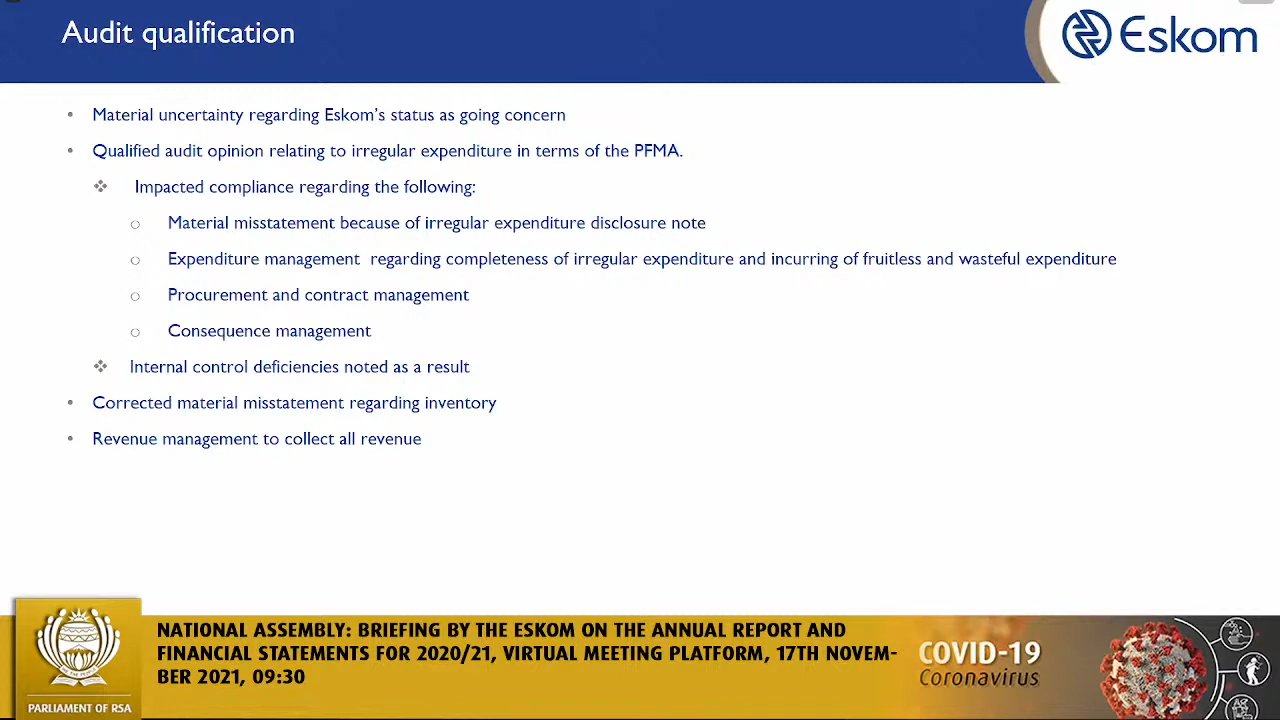 Audit qualification
Eskom
• Material uncertainty regarding Eskom's status as going concern
• Qualified audit opinion relating to irregular expenditure in terms of the PFMA.
❖ Impacted compliance regarding the following:
o Material misstatement because of irregular expenditure disclosure note
o Expenditure management regarding completeness of irregular expenditure and incurring of fruitless and wasteful expenditure
o Procurement and contract management
o Consequence management
❖ Internal control deficiencies noted as a result
• Corrected material misstatement regarding inventory
• Revenue management to collect all revenue
NATIONAL ASSEMBLY: BRIEFING BY THE ESKOM ON THE ANNUAL REPORT AND
FINANCIAL STATEMENTS FOR 2020/21, VIRTUAL MEETING PLATFORM, 17TH NOVEM-
BER 2021, 09:30
PARLIAMENT OF RSA
COVID-19
Coronavirus